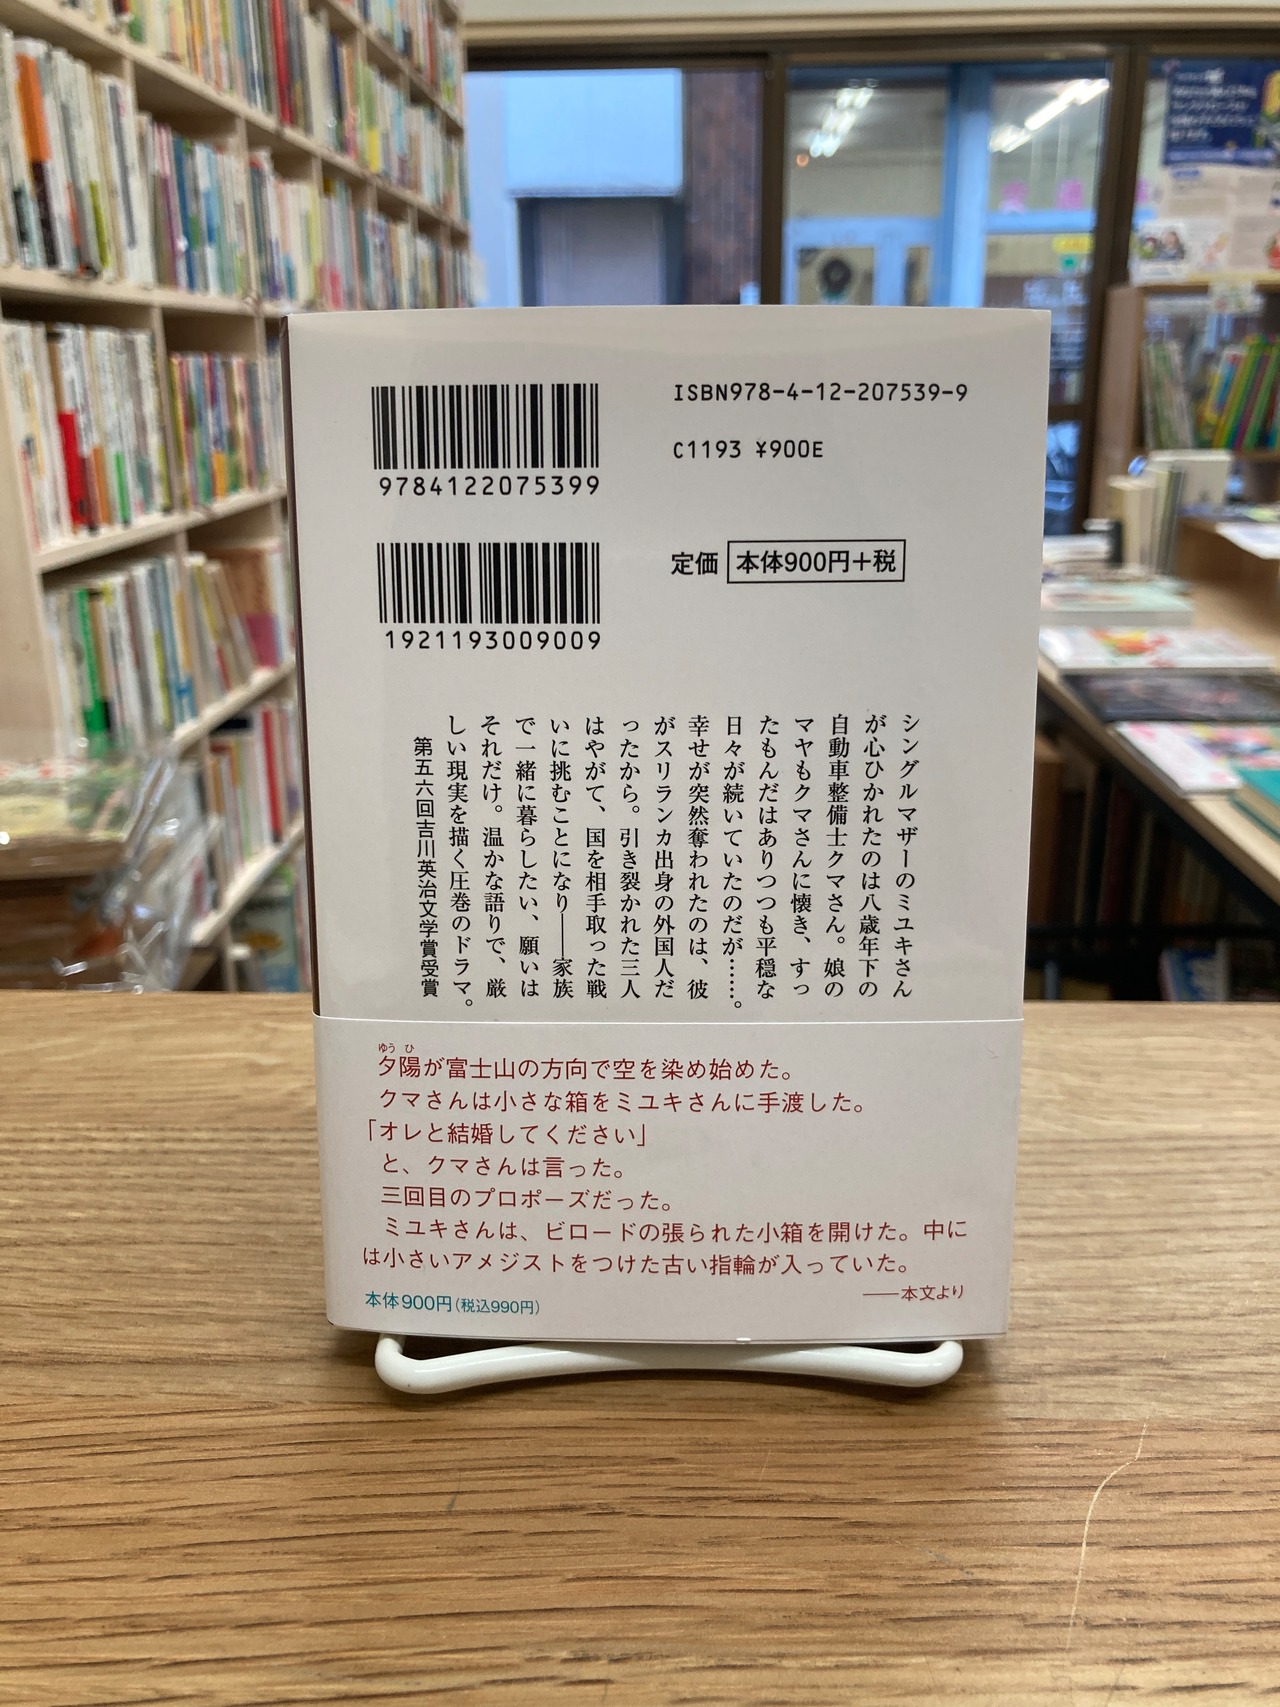 ISBN978-4-12-207539-9
C1193 ¥900E
9784122075399
定価 本体900円+税
1921193009009
シングルマザーのミユキさん
が心ひかれたのは八歳年下の
自動車整備士クマさん。娘の
マヤもクマさんに懐き、すっ
たもんだはありつつも平穏な
日々が続いていたのだが……。
幸せが突然奪われたのは、彼
がスリランカ出身の外国人だ
ったから。引き裂かれた三人
はやがて、国を相手取った戦
いに挑むことになり——家族
で一緒に暮らしたい、願いは
それだけ。温かな語りで、厳
しい現実を描く圧巻のドラマ。
第五六回吉川英治文学賞受賞
ゆうひ
夕陽が富士山の方向で空を染め始めた。
クマさんは小さな箱をミユキさんに手渡した。
「オレと結婚してください」
と、クマさんは言った。
三回目のプロポーズだった。
ミユキさんは、ビロードの張られた小箱を開けた。中に
は小さいアメジストをつけた古い指輪が入っていた。
——本文より
本体900円(税込990円)